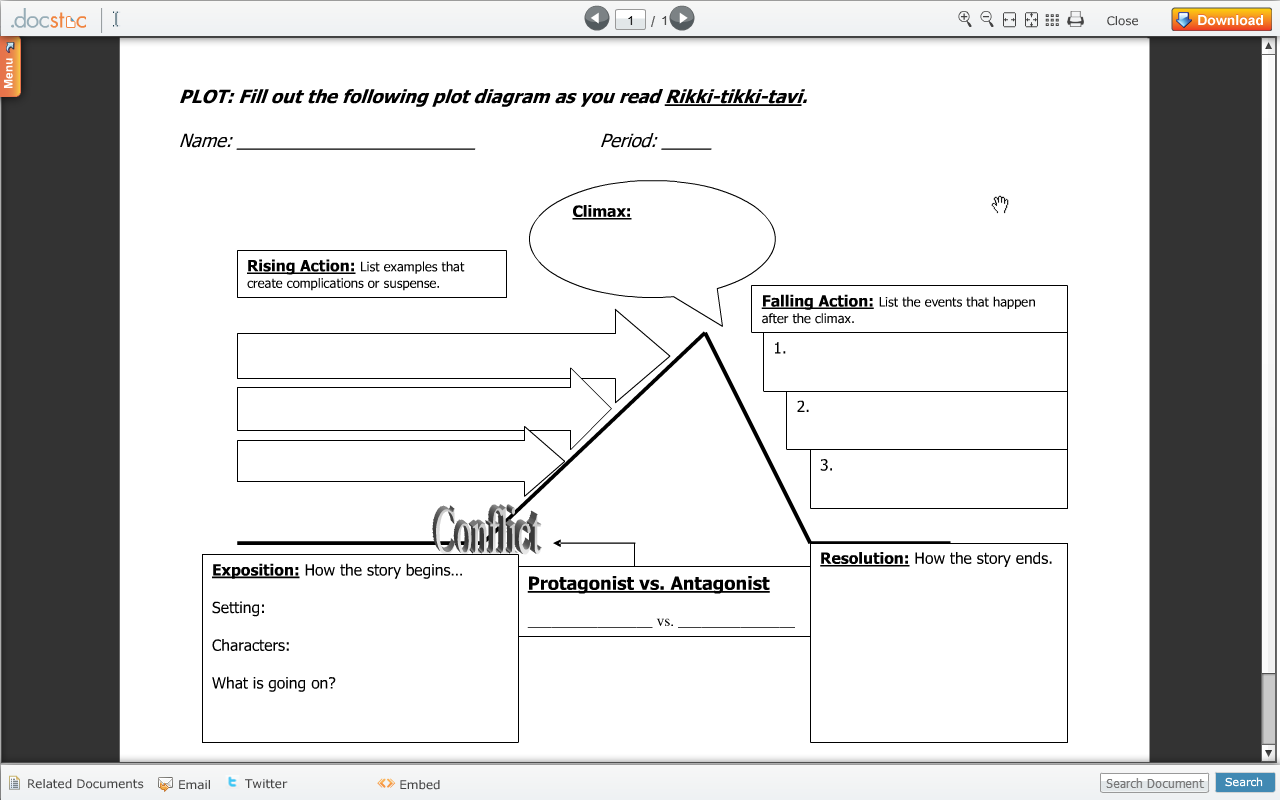 .docstoc
1 / 1
Close
Download
Menu
PLOT: Fill out the following plot diagram as you read Rikki-tikki-tavi.
Name: ______________________ Period: _____
Climax:
Rising Action: List examples that
create complications or suspense.
Falling Action: List the events that happen
after the climax.
1.
2.
3.
Conflict
Exposition: How the story begins...
Setting:
Characters:
What is going on?
Protagonist vs. Antagonist
________________ vs. _______________
Resolution: How the story ends.
Related Documents
Email
Twitter
Embed
Search Document
Search